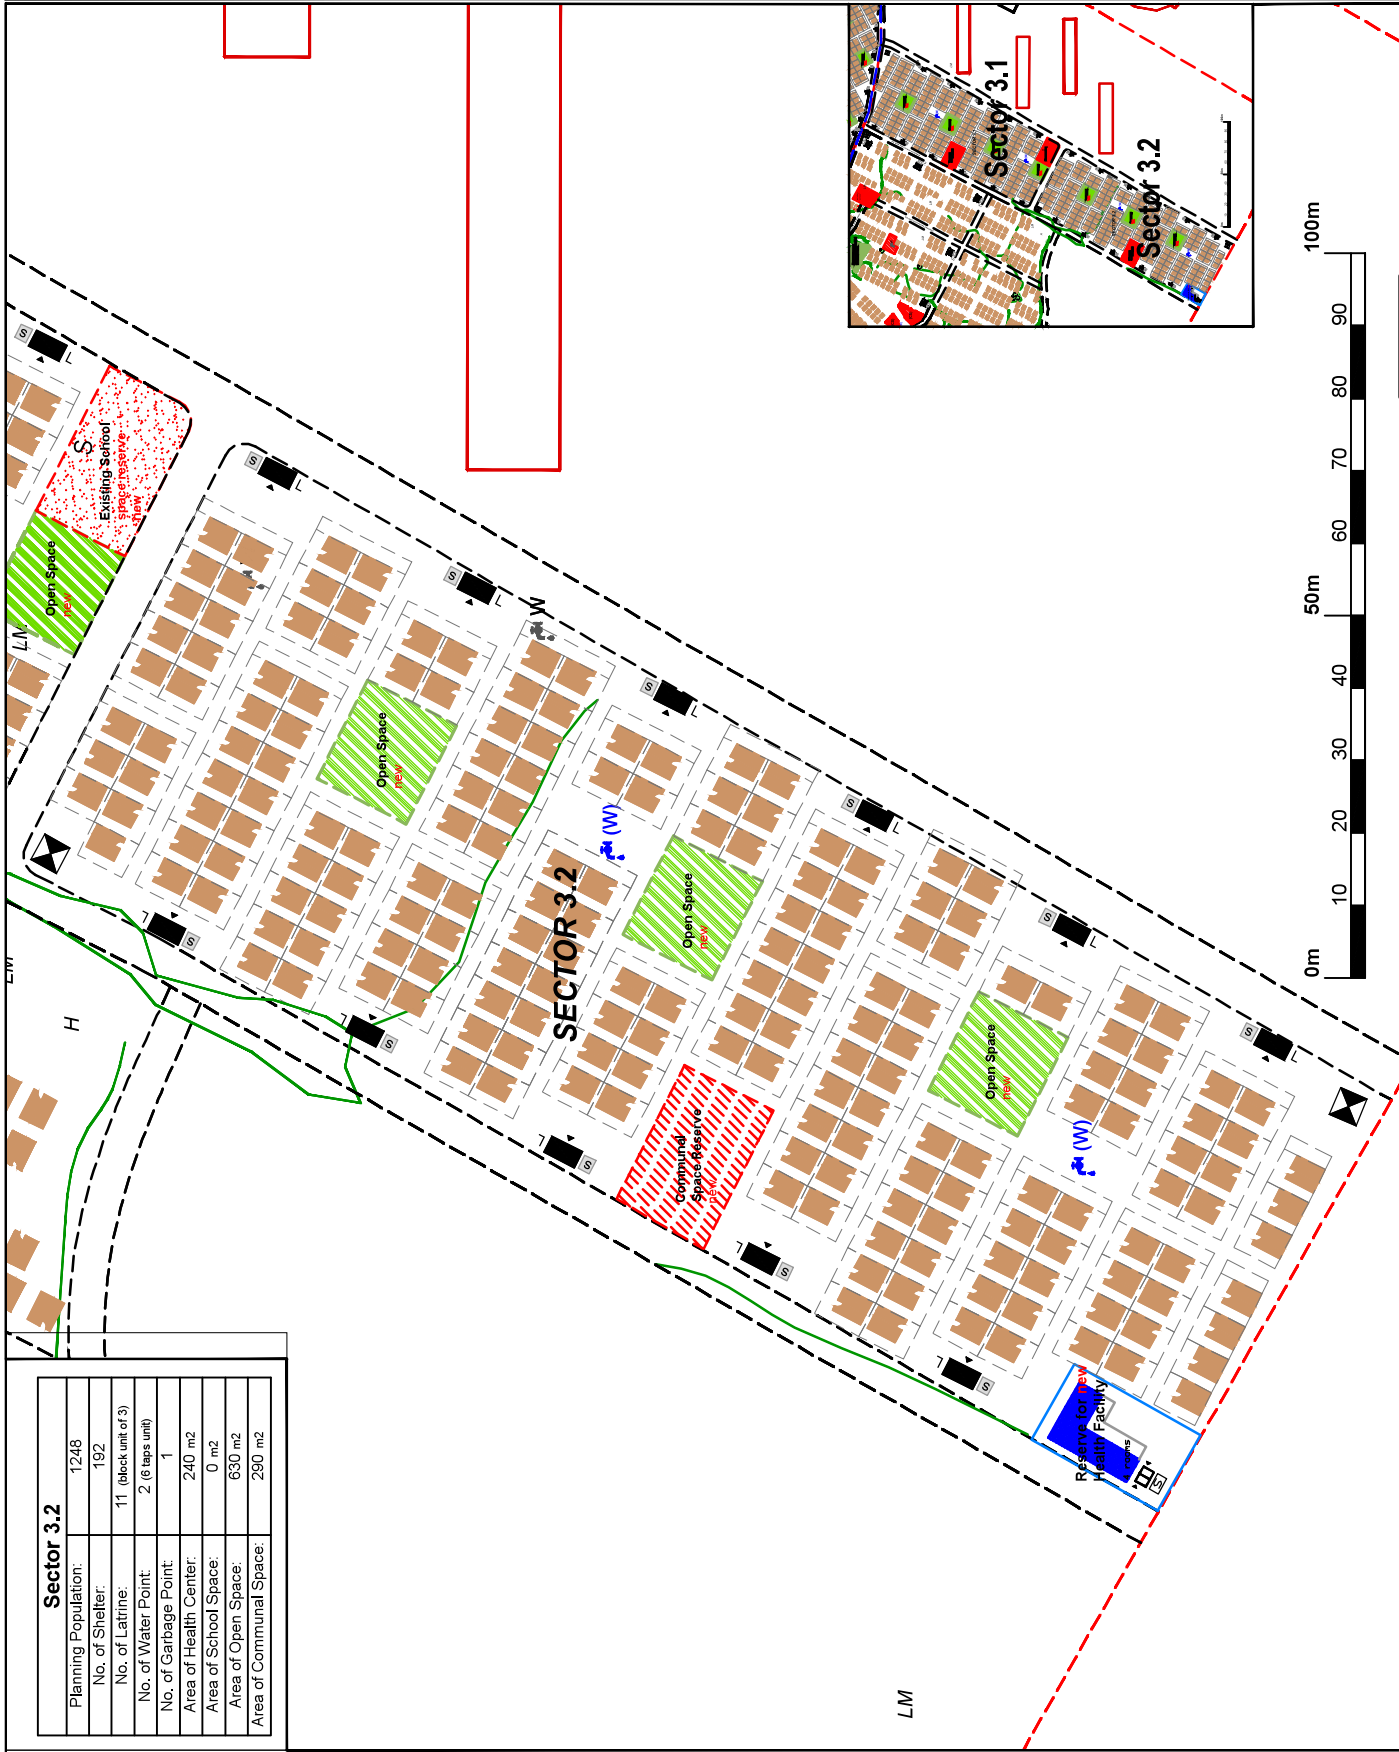 Sector 3.2
Planning Population: 1248
No. of Shelter: 192
No. of Latrine: 11 (block unit of 3)
No. of Water Point: 2 (6 taps unit)
No. of Garbage Point: 1
Area of Health Center: 240 m2
Area of School Space: 0 m2
Area of Open Space: 630 m2
Area of Communal Space: 290 m2
H
LM
LM
LM
S
Existing School
space reserve
new
Open Space
new
Open Space
new
Open Space
new
Open Space
new
SECTOR 3.2
W
(W)
(W)
Communal
Space Reserve
new
Reserve for new
Health Facility
S
L
S
L
S
L
S
L
S
L
S
L
S
L
S
L
S
L
S
L
S
L
S
L
S
Sector 3.1
Sector 3.2
0m
10
20
30
40
50m
60
70
80
90
100m